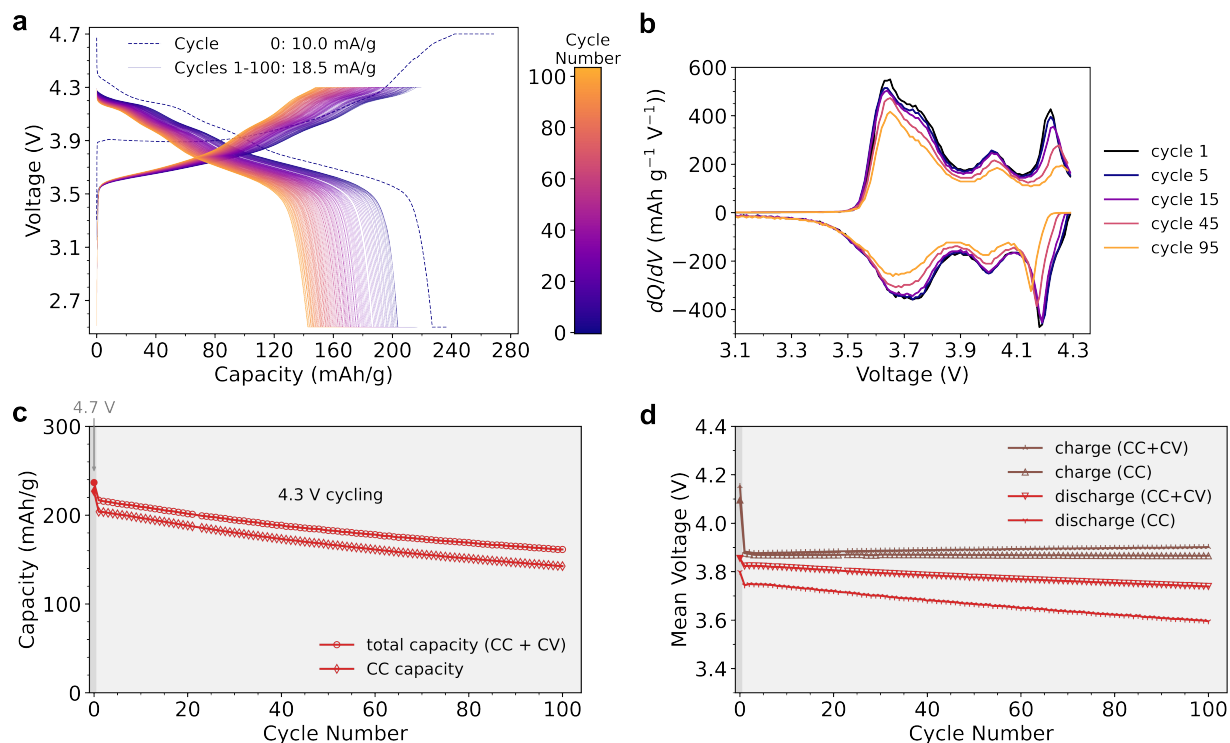 a
4.7
4.3
3.9
3.5
3.1
2.7
Voltage (V)
Cycle 0: 10.0 mA/g
Cycles 1-100: 18.5 mA/g
0 40 80 120 160 200 240 280
Capacity (mAh/g)
Cycle
Number
100
80
60
40
20
0
b
600
400
200
0
−200
−400
dQ/dV (mAh g⁻¹ V⁻¹))
3.1 3.3 3.5 3.7 3.9 4.1 4.3
Voltage (V)
cycle 1
cycle 5
cycle 15
cycle 45
cycle 95
c
4.7 V
300
200
100
0
Capacity (mAh/g)
4.3 V cycling
total capacity (CC + CV)
CC capacity
0 20 40 60 80 100
Cycle Number
d
4.4
4.2
4.0
3.8
3.6
3.4
Mean Voltage (V)
charge (CC+CV)
charge (CC)
discharge (CC+CV)
discharge (CC)
0 20 40 60 80 100
Cycle Number